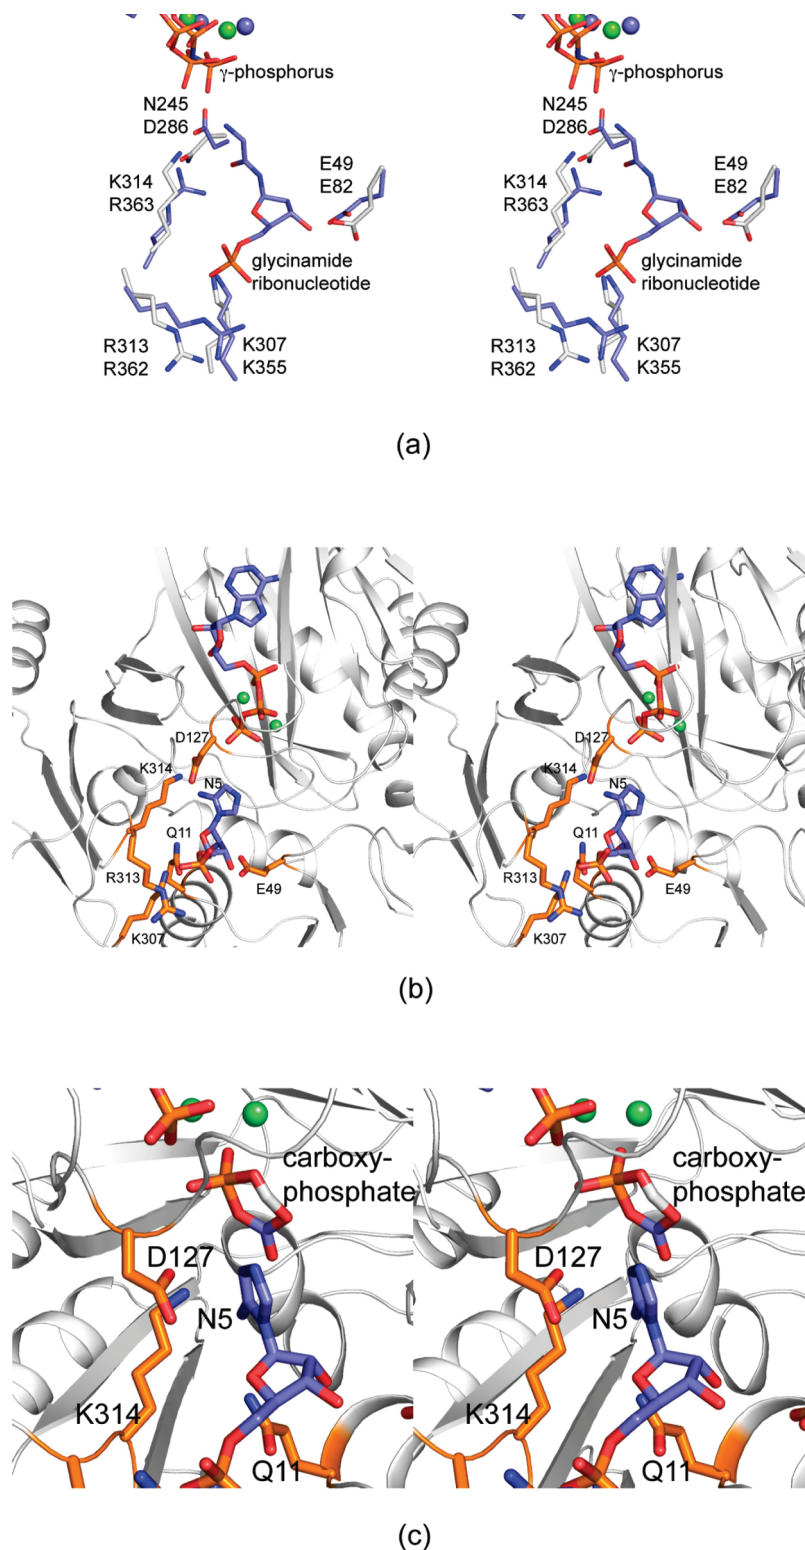 γ-phosphorus
N245
D286
K314
R363
E49
E82
glycinamide
ribonucleotide
R313
R362
K307
K355
γ-phosphorus
N245
D286
K314
R363
E49
E82
glycinamide
ribonucleotide
R313
R362
K307
K355
(a)
D127
K314
N5
Q11
R313
E49
K307
D127
K314
N5
Q11
R313
E49
K307
(b)
carboxy-
phosphate
D127
N5
K314
Q11
carboxy-
phosphate
D127
N5
K314
Q11
(c)